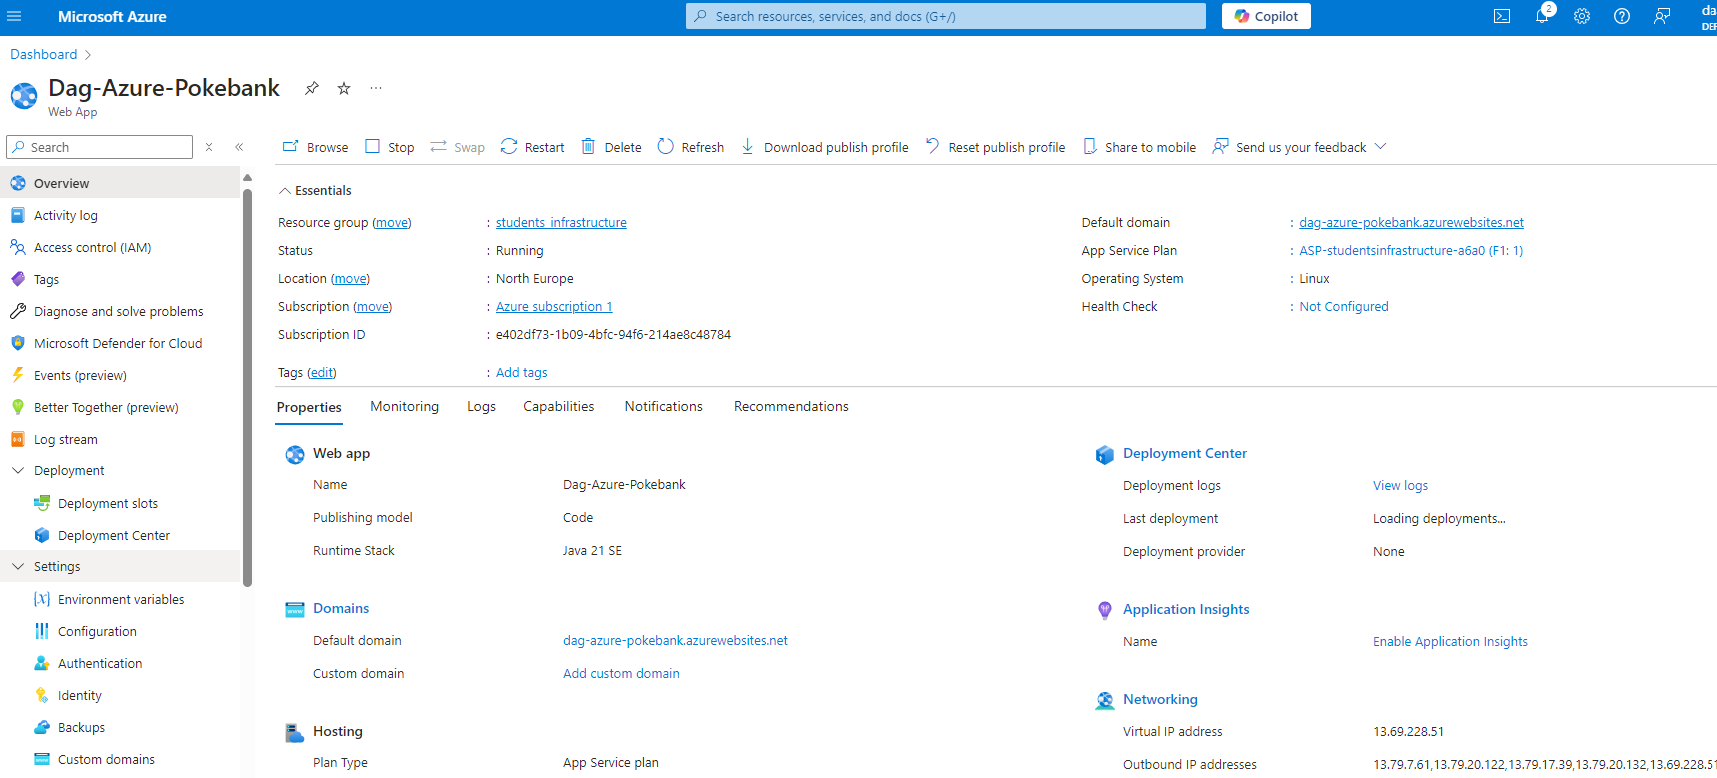 Microsoft Azure
Search resources, services, and docs (G+/)
Copilot
2
da
DEF
Dashboard
Dag-Azure-Pokebank
Web App
Search
Browse Stop Swap Restart Delete Refresh Download publish profile Reset publish profile Share to mobile Send us your feedback
Overview
Activity log
Access control (IAM)
Tags
Diagnose and solve problems
Microsoft Defender for Cloud
Events (preview)
Better Together (preview)
Log stream
Deployment
Deployment slots
Deployment Center
Settings
Environment variables
Configuration
Authentication
Identity
Backups
Custom domains
Essentials
Resource group (move) : students_infrastructure
Status : Running
Location (move) : North Europe
Subscription (move) : Azure subscription 1
Subscription ID : e402df73-1b09-4bfc-94f6-214ae8c48784
Tags (edit) : Add tags
Default domain : dag-azure-pokebank.azurewebsites.net
App Service Plan : ASP-studentsinfrastructure-a6a0 (F1: 1)
Operating System : Linux
Health Check : Not Configured
Properties Monitoring Logs Capabilities Notifications Recommendations
Web app
Name Dag-Azure-Pokebank
Publishing model Code
Runtime Stack Java 21 SE
Domains
Default domain dag-azure-pokebank.azurewebsites.net
Custom domain Add custom domain
Hosting
Plan Type App Service plan
Deployment Center
Deployment logs View logs
Last deployment Loading deployments...
Deployment provider None
Application Insights
Name Enable Application Insights
Networking
Virtual IP address 13.69.228.51
Outbound IP addresses 13.79.7.61,13.79.20.122,13.79.17.39,13.79.20.132,13.69.228.51